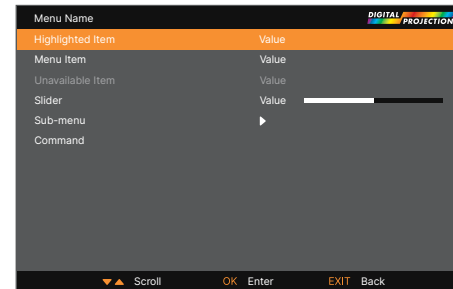 Menu Name DIGITAL PROJECTION
Highlighted Item Value
Menu Item Value
Unavailable Item Value
Slider Value
Sub-menu
Command
Scroll OK Enter EXIT Back